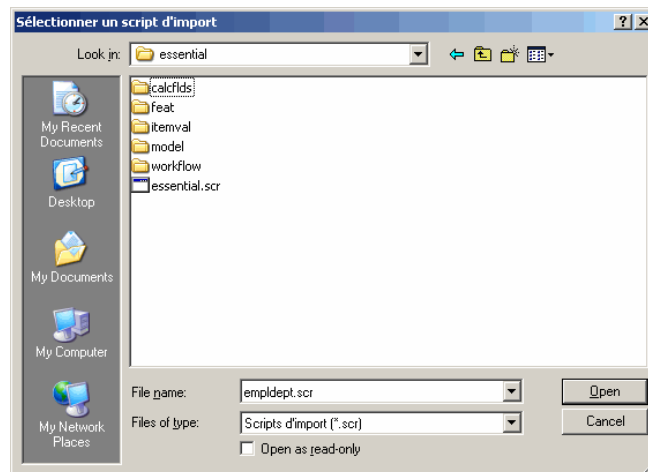 Sélectionner un script d'import
Look in:
essential
My Recent
Documents
Desktop
My Documents
My Computer
My Network
Places
calcflds
feat
itemval
model
workflow
essential.scr
File name:
empldept.scr
Open
Files of type:
Scripts d'import (*.scr)
Cancel
Open as read-only